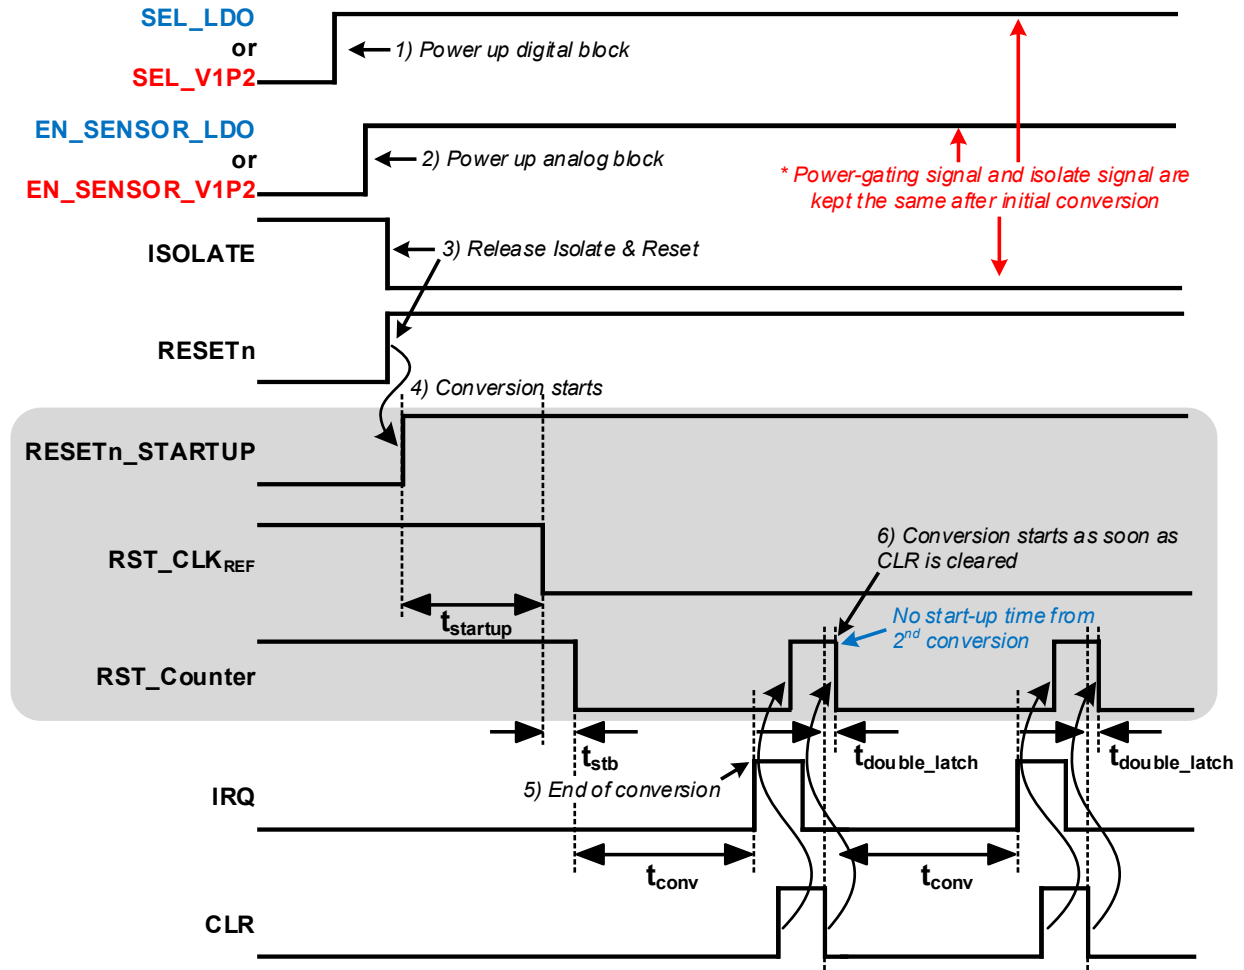 SEL_LDO
or
SEL_V1P2
1) Power up digital block
EN_SENSOR_LDO
or
EN_SENSOR_V1P2
2) Power up analog block
* Power-gating signal and isolate signal are
kept the same after initial conversion
ISOLATE
3) Release Isolate & Reset
RESETn
4) Conversion starts
RESETn_STARTUP
RST_CLKREF
6) Conversion starts as soon as
CLR is cleared
tstartup
No start-up time from
2nd conversion
RST_Counter
tstb
tdouble_latch
tdouble_latch
5) End of conversion
IRQ
tconv
tconv
CLR